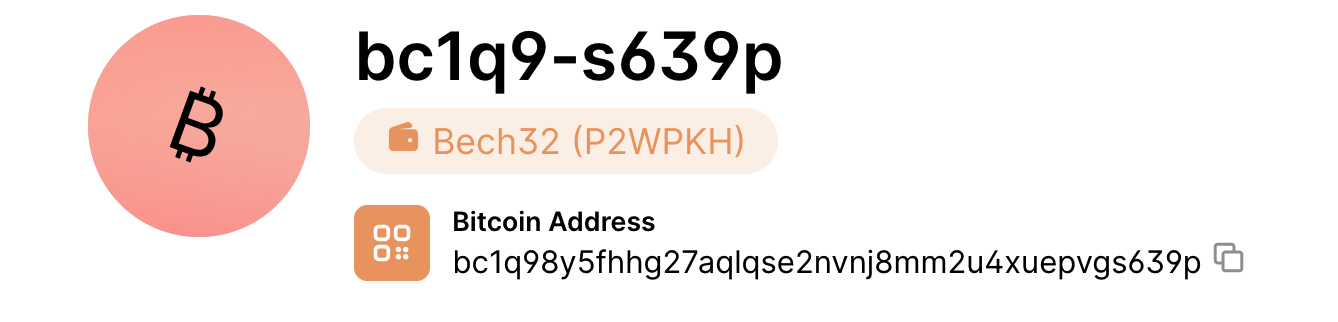 bc1q9-s639p
Bech32 (P2WPKH)
Bitcoin Address
bc1q98y5fhhg27aqlqse2nvnj8mm2u4xuepvgs639p